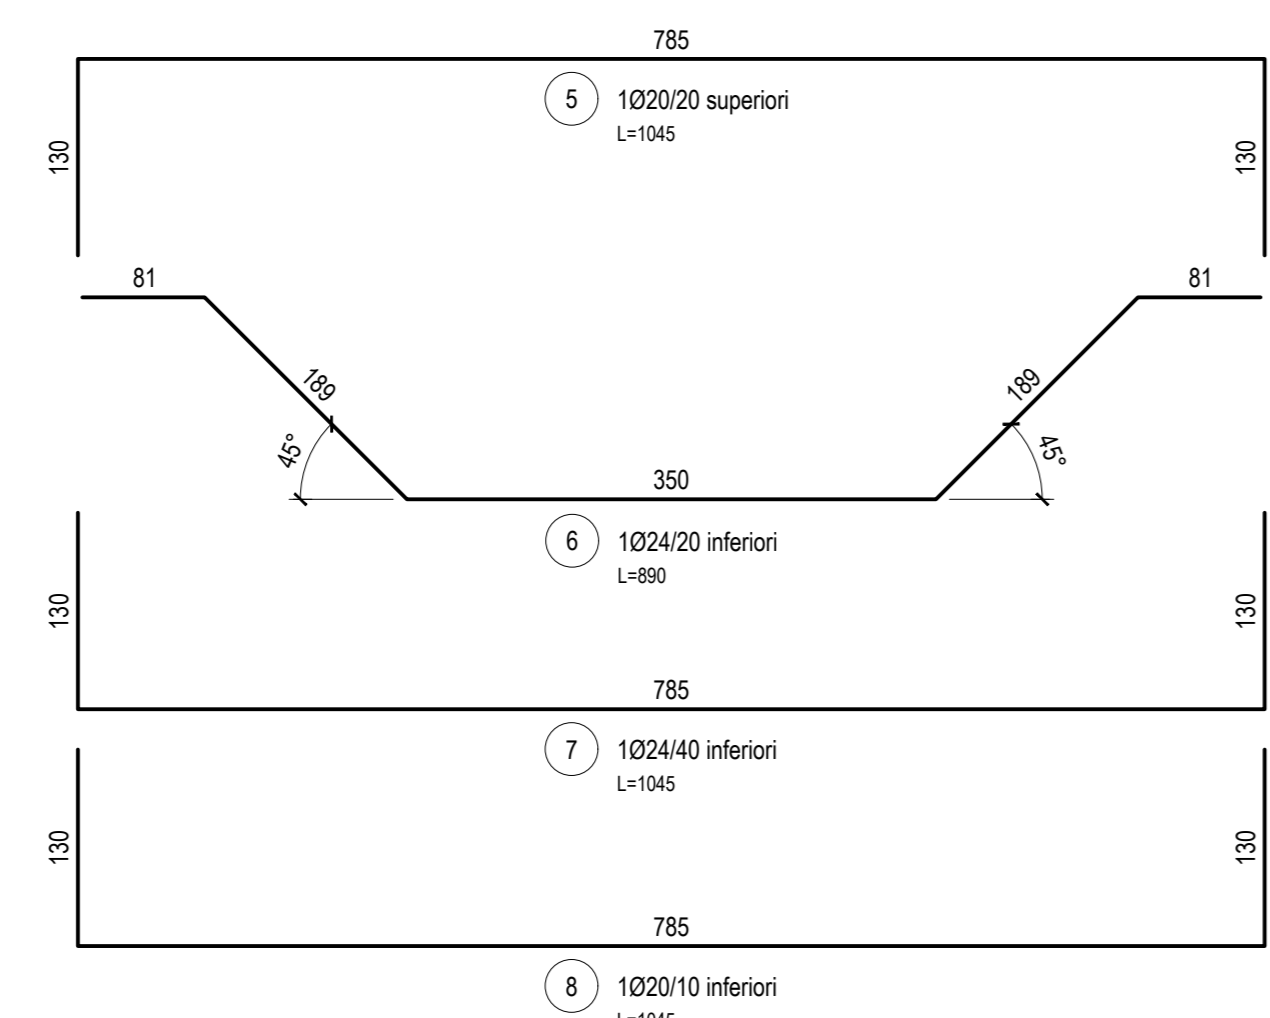 785
5 1Ø20/20 superiori
L=1045
130 130
81 81
189 189
45° 45°
350
6 1Ø24/20 inferiori
L=890
130 130
785
7 1Ø24/40 inferiori
L=1045
130 130
785
8 1Ø20/10 inferiori